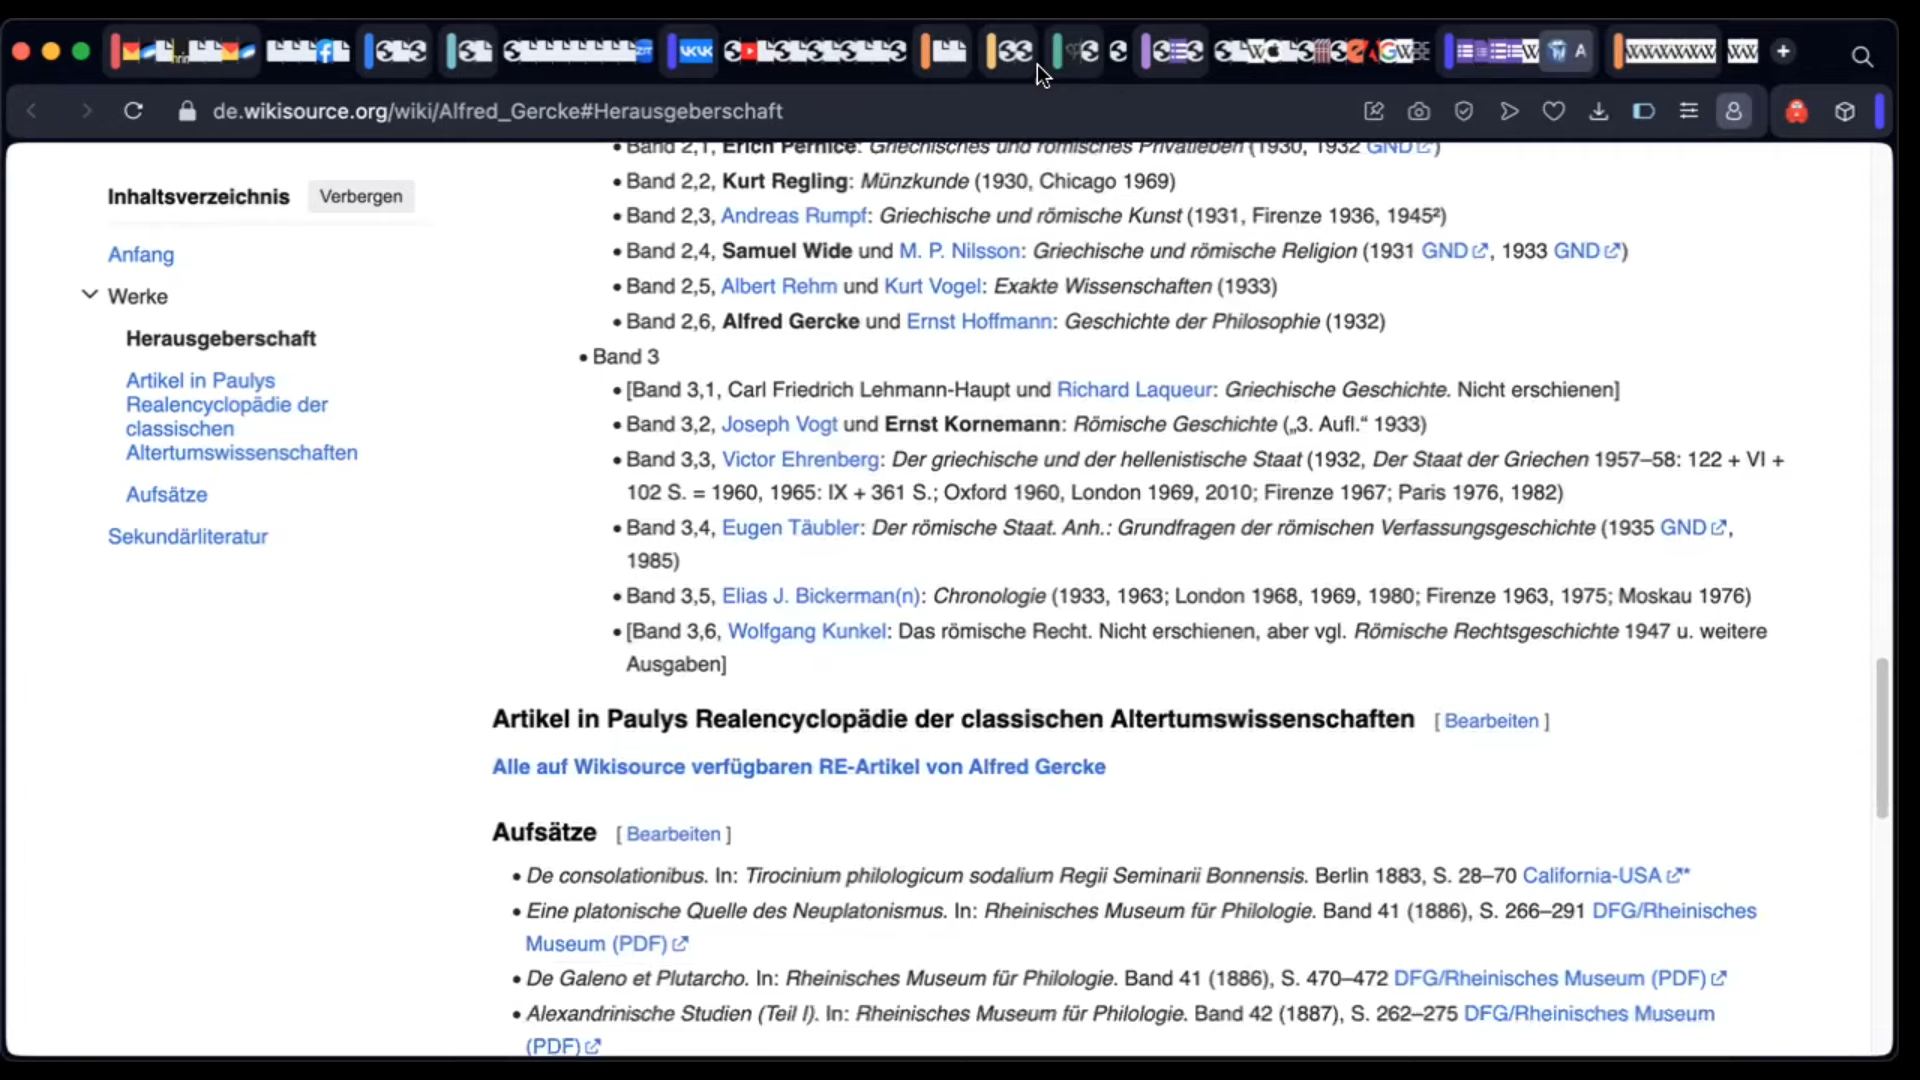 de.wikisource.org/wiki/Alfred_Gercke#Herausgeberschaft
Inhaltsverzeichnis Verbergen
Anfang
Werke
Herausgeberschaft
Artikel in Paulys
Realencyclopädie der
classischen
Altertumswissenschaften
Aufsätze
Sekundärliteratur
• Band 2,1, Erich Pernice: Griechisches und römisches Privatleben (1930, 1932 GND)
• Band 2,2, Kurt Regling: Münzkunde (1930, Chicago 1969)
• Band 2,3, Andreas Rumpf: Griechische und römische Kunst (1931, Firenze 1936, 1945²)
• Band 2,4, Samuel Wide und M. P. Nilsson: Griechische und römische Religion (1931 GND, 1933 GND)
• Band 2,5, Albert Rehm und Kurt Vogel: Exakte Wissenschaften (1933)
• Band 2,6, Alfred Gercke und Ernst Hoffmann: Geschichte der Philosophie (1932)
• Band 3
• [Band 3,1, Carl Friedrich Lehmann-Haupt und Richard Laqueur: Griechische Geschichte. Nicht erschienen]
• Band 3,2, Joseph Vogt und Ernst Kornemann: Römische Geschichte („3. Aufl.“ 1933)
• Band 3,3, Victor Ehrenberg: Der griechische und der hellenistische Staat (1932, Der Staat der Griechen 1957–58: 122 + VI +
102 S. = 1960, 1965: IX + 361 S.; Oxford 1960, London 1969, 2010; Firenze 1967; Paris 1976, 1982)
• Band 3,4, Eugen Täubler: Der römische Staat. Anh.: Grundfragen der römischen Verfassungsgeschichte (1935 GND,
1985)
• Band 3,5, Elias J. Bickerman(n): Chronologie (1933, 1963; London 1968, 1969, 1980; Firenze 1963, 1975; Moskau 1976)
• [Band 3,6, Wolfgang Kunkel: Das römische Recht. Nicht erschienen, aber vgl. Römische Rechtsgeschichte 1947 u. weitere
Ausgaben]
Artikel in Paulys Realencyclopädie der classischen Altertumswissenschaften [ Bearbeiten ]
Alle auf Wikisource verfügbaren RE-Artikel von Alfred Gercke
Aufsätze [ Bearbeiten ]
• De consolationibus. In: Tirocinium philologicum sodalium Regii Seminarii Bonnensis. Berlin 1883, S. 28–70 California-USA*
• Eine platonische Quelle des Neuplatonismus. In: Rheinisches Museum für Philologie. Band 41 (1886), S. 266–291 DFG/Rheinisches
Museum (PDF)
• De Galeno et Plutarcho. In: Rheinisches Museum für Philologie. Band 41 (1886), S. 470–472 DFG/Rheinisches Museum (PDF)
• Alexandrinische Studien (Teil I). In: Rheinisches Museum für Philologie. Band 42 (1887), S. 262–275 DFG/Rheinisches Museum
(PDF)